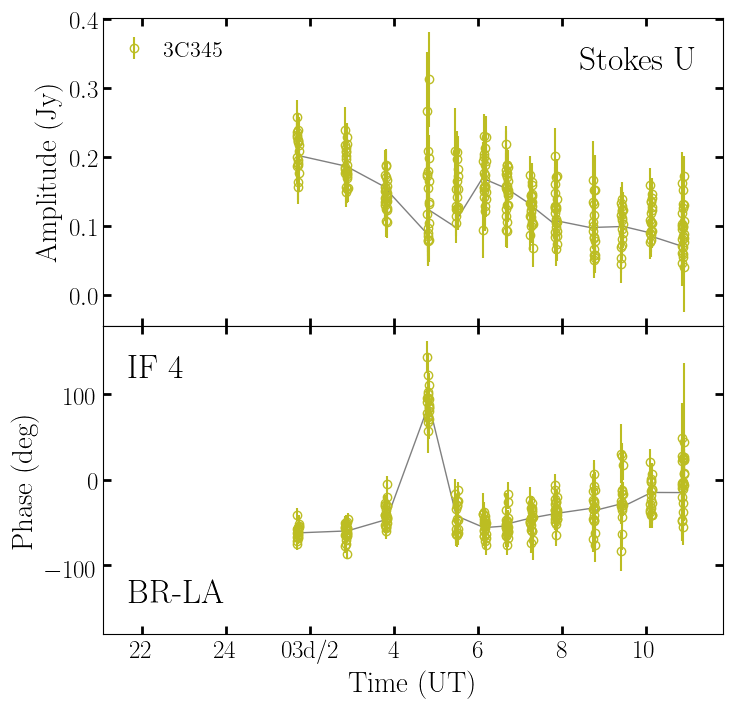 0.4
3C345
Stokes U
0.3
0.2
0.1
0.0
Amplitude (Jy)
IF 4
100
0
−100
Phase (deg)
BR-LA
22 24 03d/2 4 6 8 10
Time (UT)